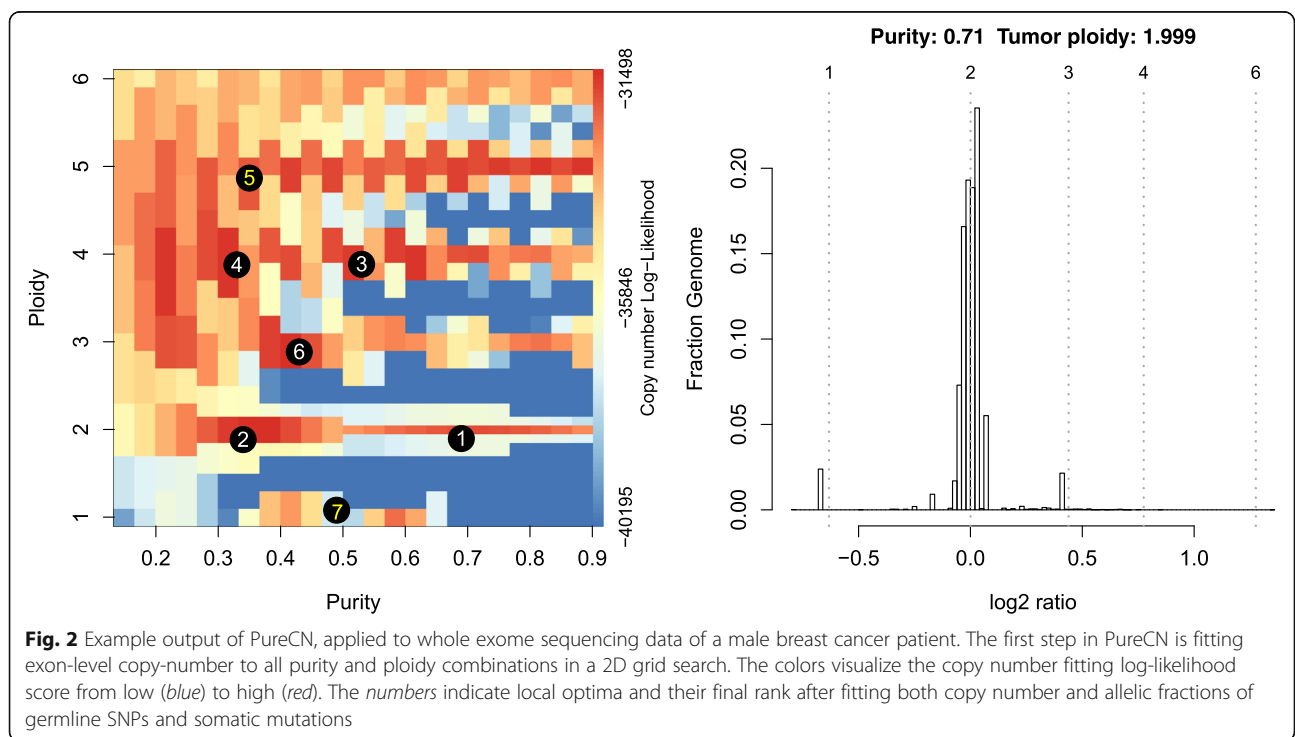 6
5
4
3
2
1
Ploidy
5
4
3
6
2
1
7
0.2 0.3 0.4 0.5 0.6 0.7 0.8 0.9
Purity
−31498
−35846
−40195
Copy number Log−Likelihood
Purity: 0.71 Tumor ploidy: 1.999
1 2 3 4 6
0.20
0.15
0.10
0.05
0.00
Fraction Genome
−0.5 0.0 0.5 1.0
log2 ratio
Fig. 2 Example output of PureCN, applied to whole exome sequencing data of a male breast cancer patient. The first step in PureCN is fitting
exon-level copy-number to all purity and ploidy combinations in a 2D grid search. The colors visualize the copy number fitting log-likelihood
score from low (blue) to high (red). The numbers indicate local optima and their final rank after fitting both copy number and allelic fractions of
germline SNPs and somatic mutations